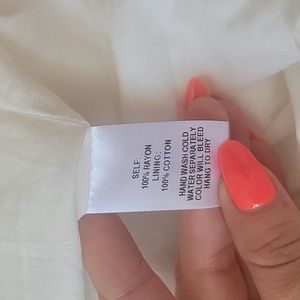 SELF:
100% RAYON
LINING:
100% COTTON
HAND WASH COLD
WATER SEPARATELY
COLOR WILL BLEED
HANG TO DRY